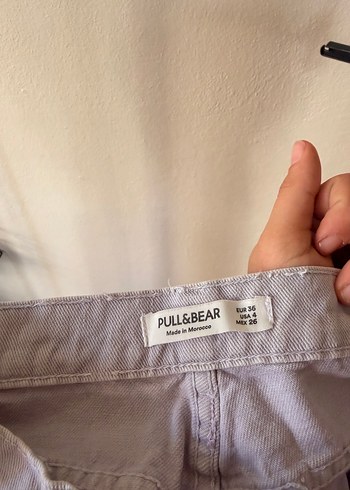 PULL&BEAR
Made in Morocco
EUR 36
USA 4
MEX 26